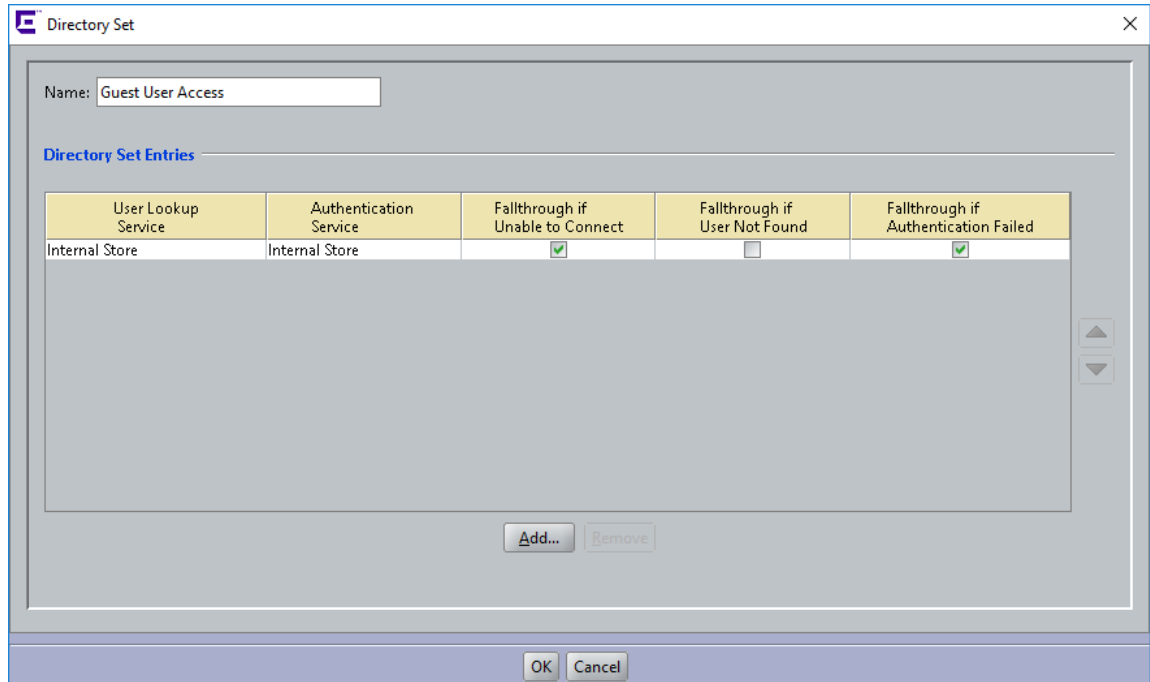 Directory Set
Name: Guest User Access
Directory Set Entries
User Lookup Service
Authentication Service
Fallthrough if Unable to Connect
Fallthrough if User Not Found
Fallthrough if Authentication Failed
Internal Store
Internal Store
Add...
Remove
OK
Cancel